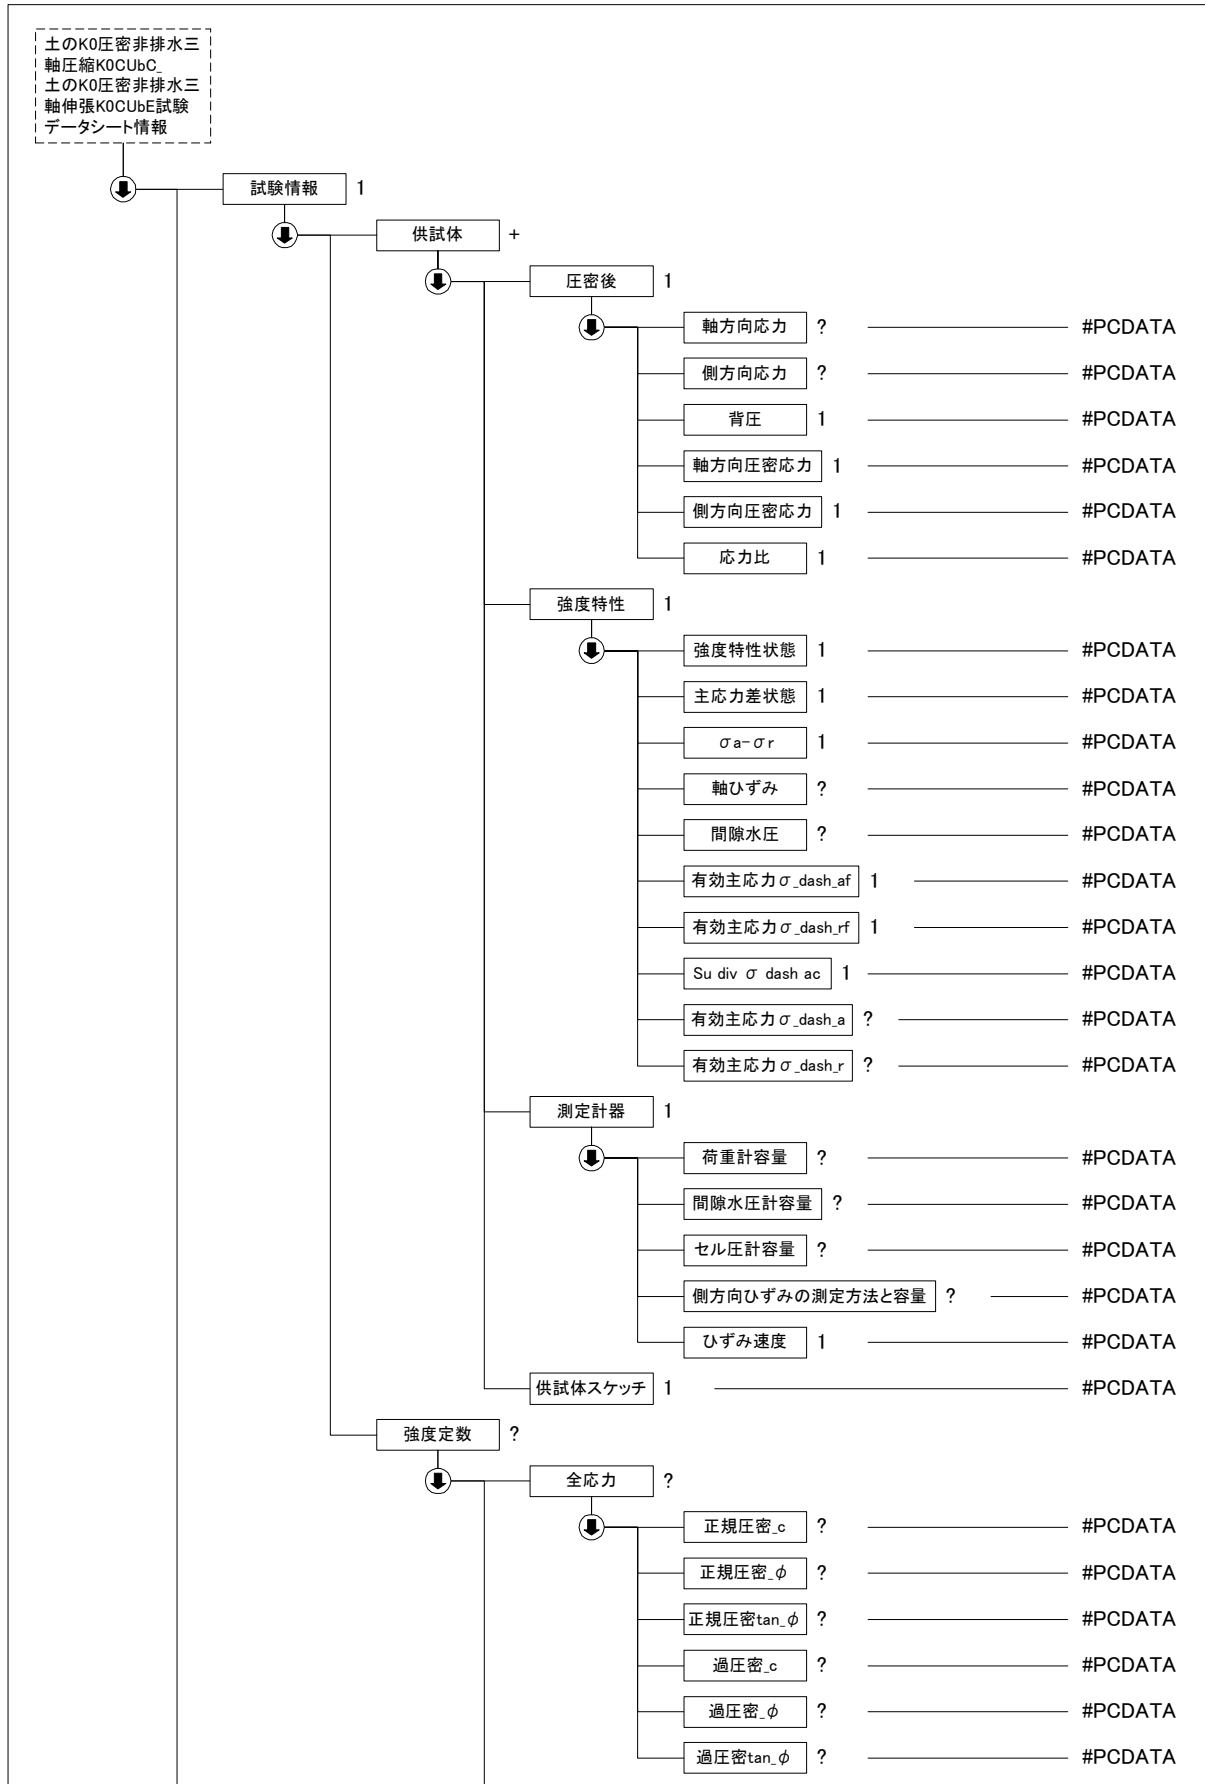 土のK0圧密非排水三
軸圧縮K0CUbC_
土のK0圧密非排水三
軸伸張K0CUbE試験
データシート情報
試験情報 1
供試体 +
圧密後 1
軸方向応力 ? #PCDATA
側方向応力 ? #PCDATA
背圧 1 #PCDATA
軸方向圧密応力 1 #PCDATA
側方向圧密応力 1 #PCDATA
応力比 1 #PCDATA
強度特性 1
強度特性状態 1 #PCDATA
主応力差状態 1 #PCDATA
σa-σr 1 #PCDATA
軸ひずみ ? #PCDATA
間隙水圧 ? #PCDATA
有効主応力σ_dash_af 1 #PCDATA
有効主応力σ_dash_rf 1 #PCDATA
Su div σ dash ac 1 #PCDATA
有効主応力σ_dash_a ? #PCDATA
有効主応力σ_dash_r ? #PCDATA
測定計器 1
荷重計容量 ? #PCDATA
間隙水圧計容量 ? #PCDATA
セル圧計容量 ? #PCDATA
側方向ひずみの測定方法と容量 ? #PCDATA
ひずみ速度 1 #PCDATA
供試体スケッチ 1 #PCDATA
強度定数 ?
全応力 ?
正規圧密_c ? #PCDATA
正規圧密_φ ? #PCDATA
正規圧密tan_φ ? #PCDATA
過圧密_c ? #PCDATA
過圧密_φ ? #PCDATA
過圧密tan_φ ? #PCDATA